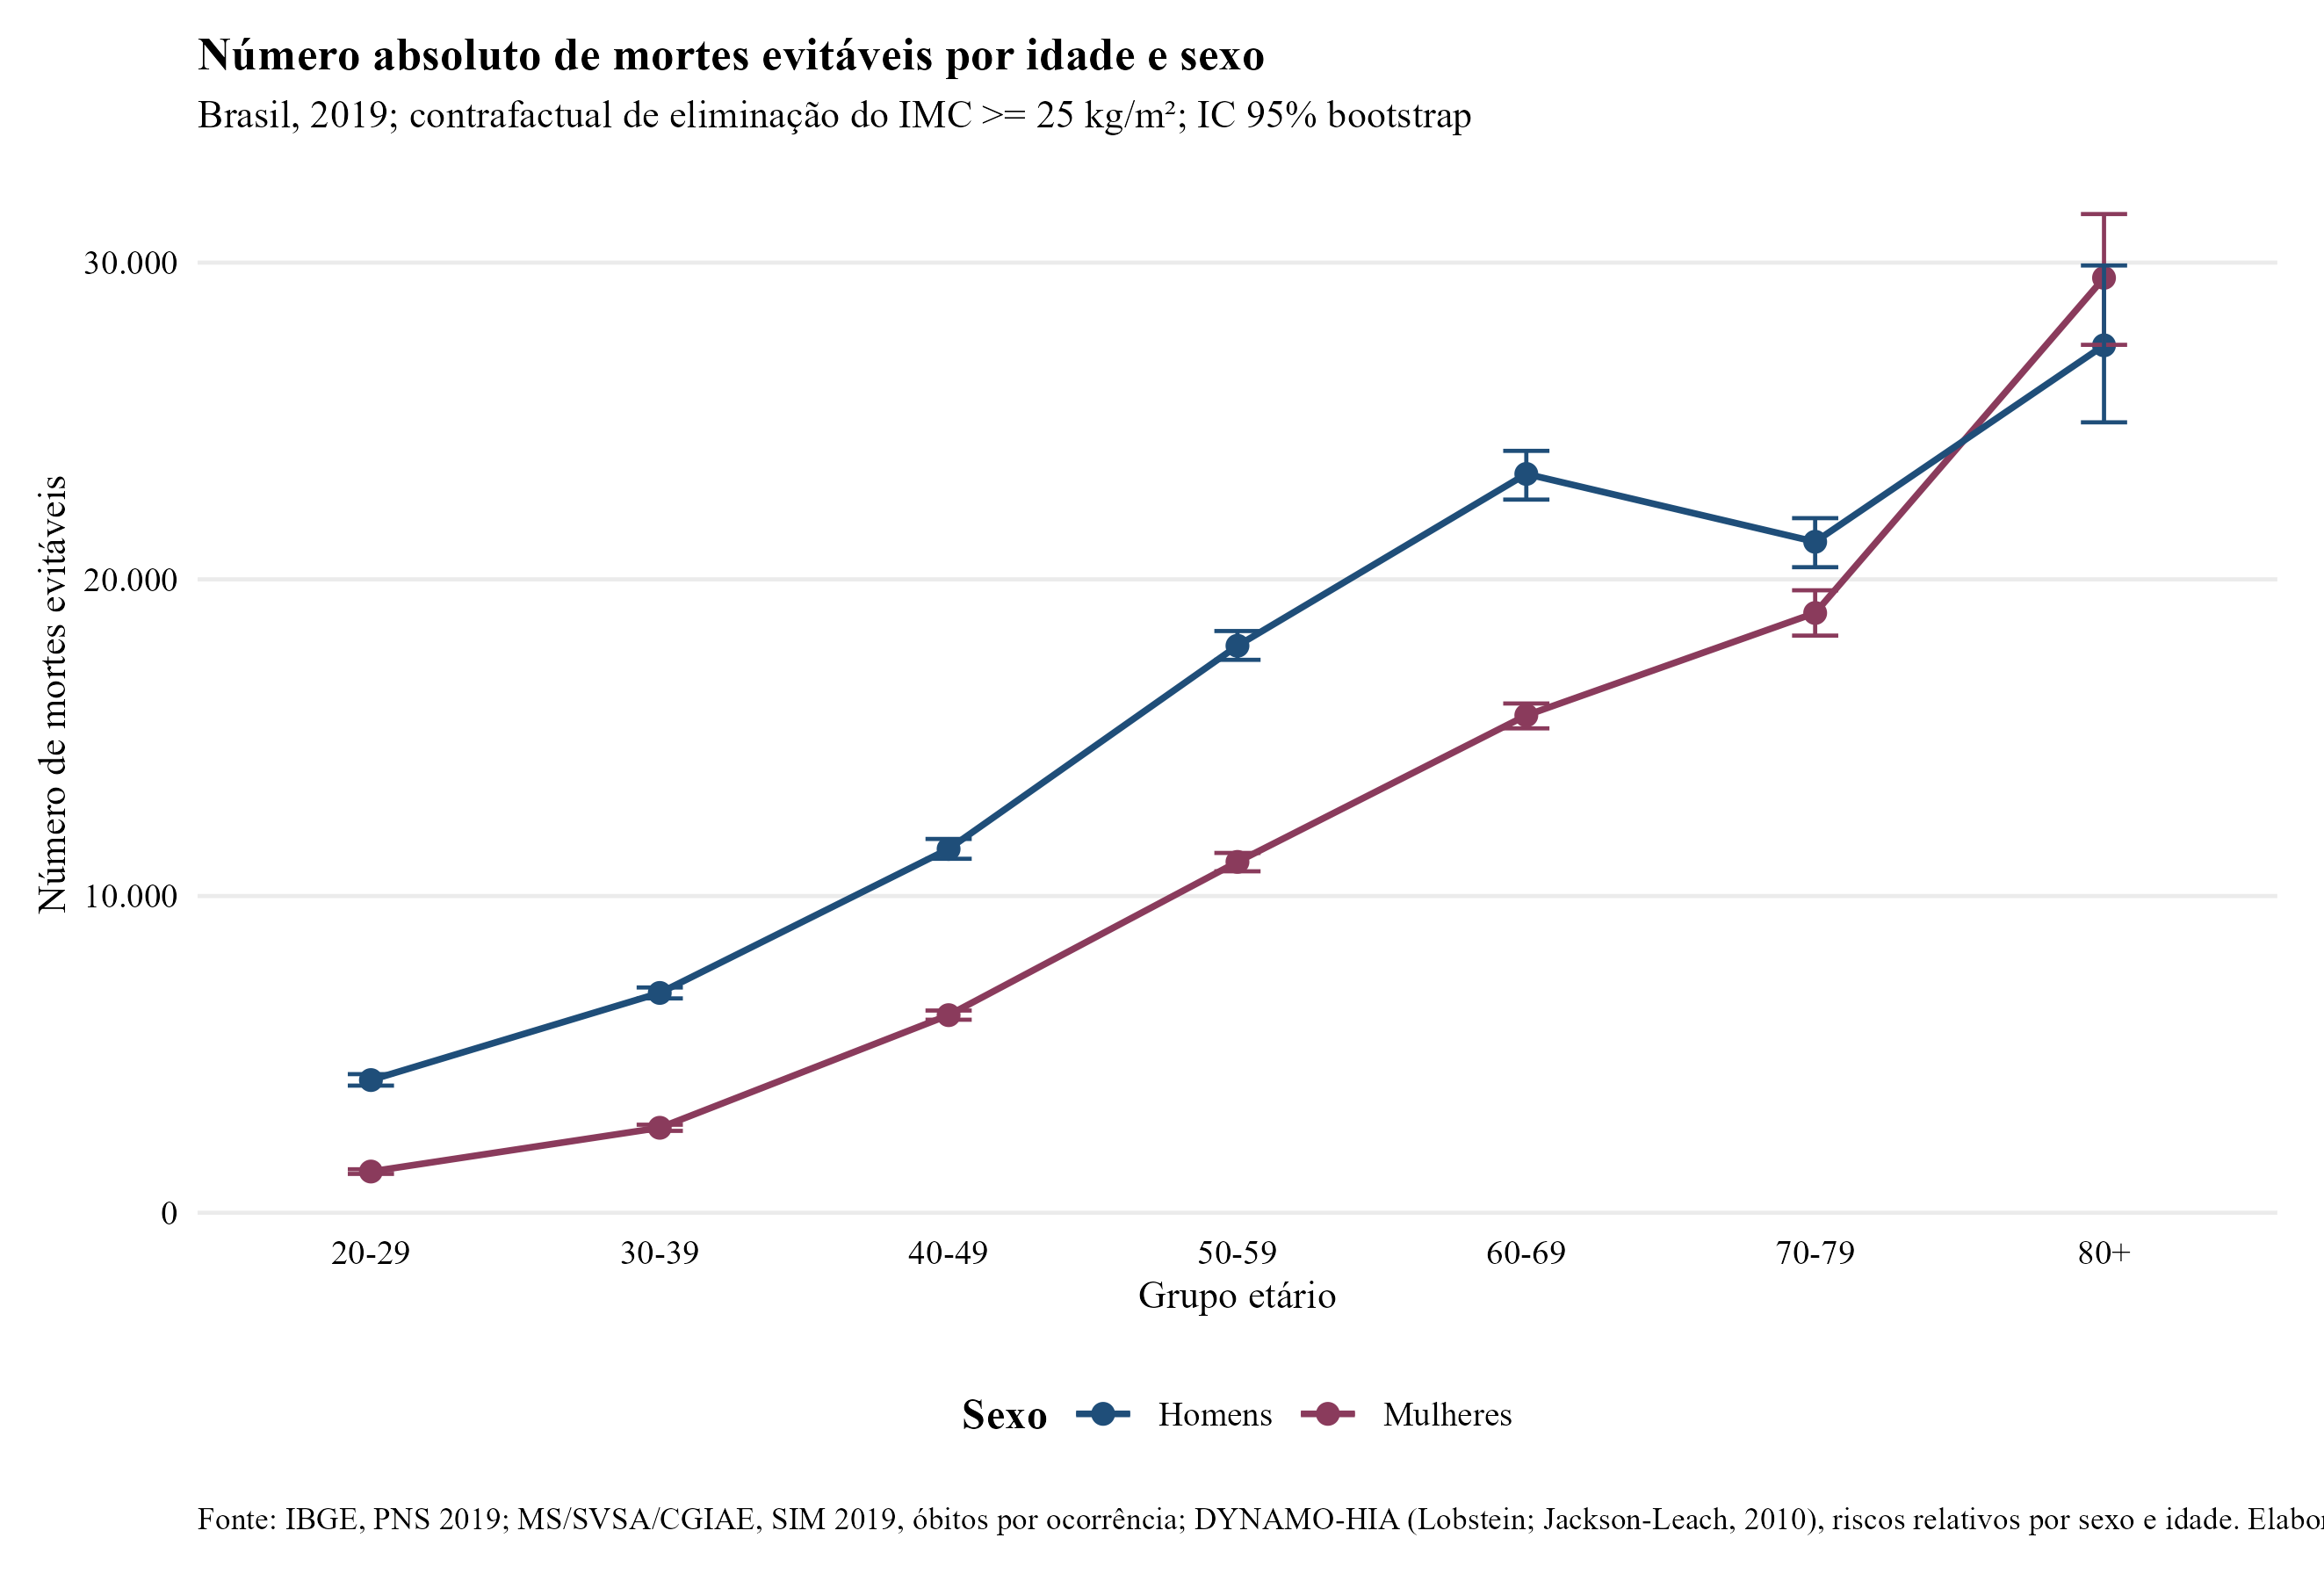 Número absoluto de mortes evitáveis por idade e sexo
Brasil, 2019; contrafactual de eliminação do IMC >= 25 kg/m²; IC 95% bootstrap
Número de mortes evitáveis
30.000
20.000
10.000
0
20-29 30-39 40-49 50-59 60-69 70-79 80+
Grupo etário
Sexo Homens Mulheres
Fonte: IBGE, PNS 2019; MS/SVSA/CGIAE, SIM 2019, óbitos por ocorrência; DYNAMO-HIA (Lobstein; Jackson-Leach, 2010), riscos relativos por sexo e idade.